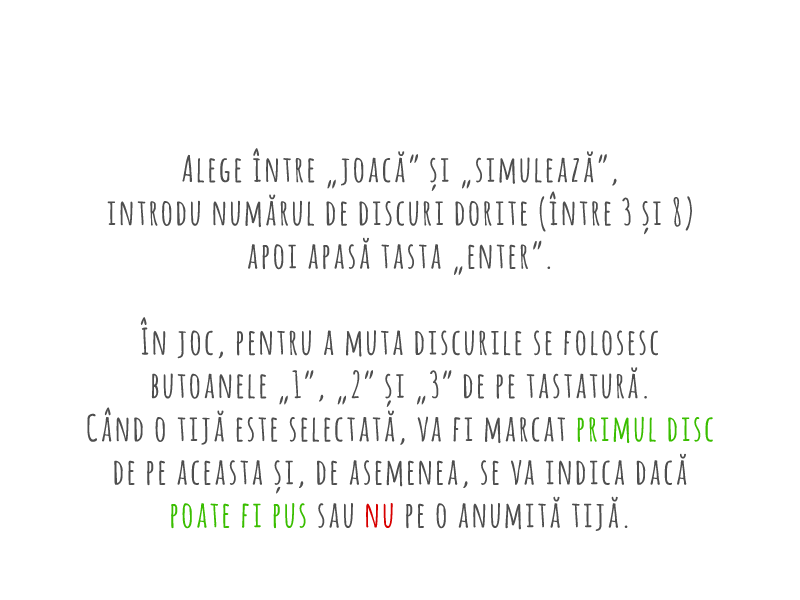 Alege între „joacă” și „simulează”,
introdu numărul de discuri dorite (între 3 și 8)
apoi apasă tasta „enter”.
În joc, pentru a muta discurile se folosesc
butoanele „1”, „2” și „3” de pe tastatură.
Când o tijă este selectată, va fi marcat primul disc
de pe aceasta și, de asemenea, se va indica dacă
poate fi pus sau nu pe o anumită tijă.